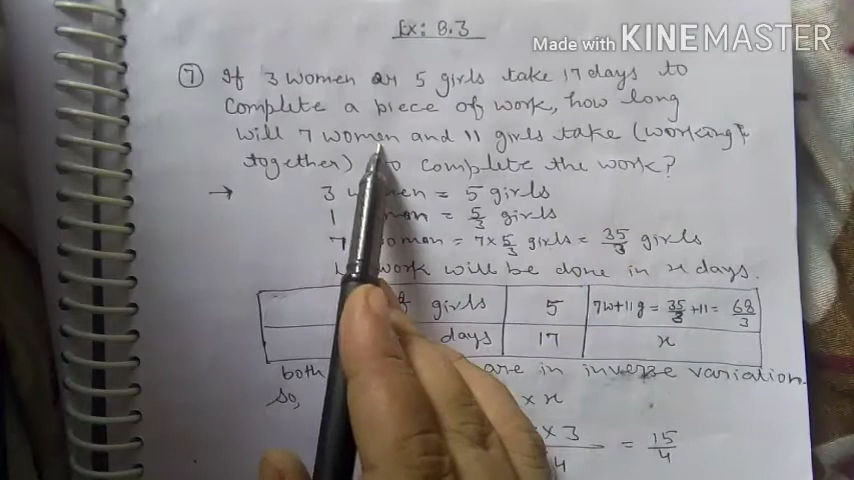 Ex: 8.3
Made with KINEMASTER
7 If 3 women or 5 girls take 17 days to
complete a piece of work, how long
will 7 women and 11 girls take (working
together) to complete the work?
→ 3 = 5 girls
1 = 5/3 girls
7 women = 7 × 5/3 girls = 35/3 girls
work will be done in x days.
girls 5 7w+11g = 35/3 + 11 = 68/3
days 17 x
both are in inverse variation.
So, × x
× 3 = 15/4
4